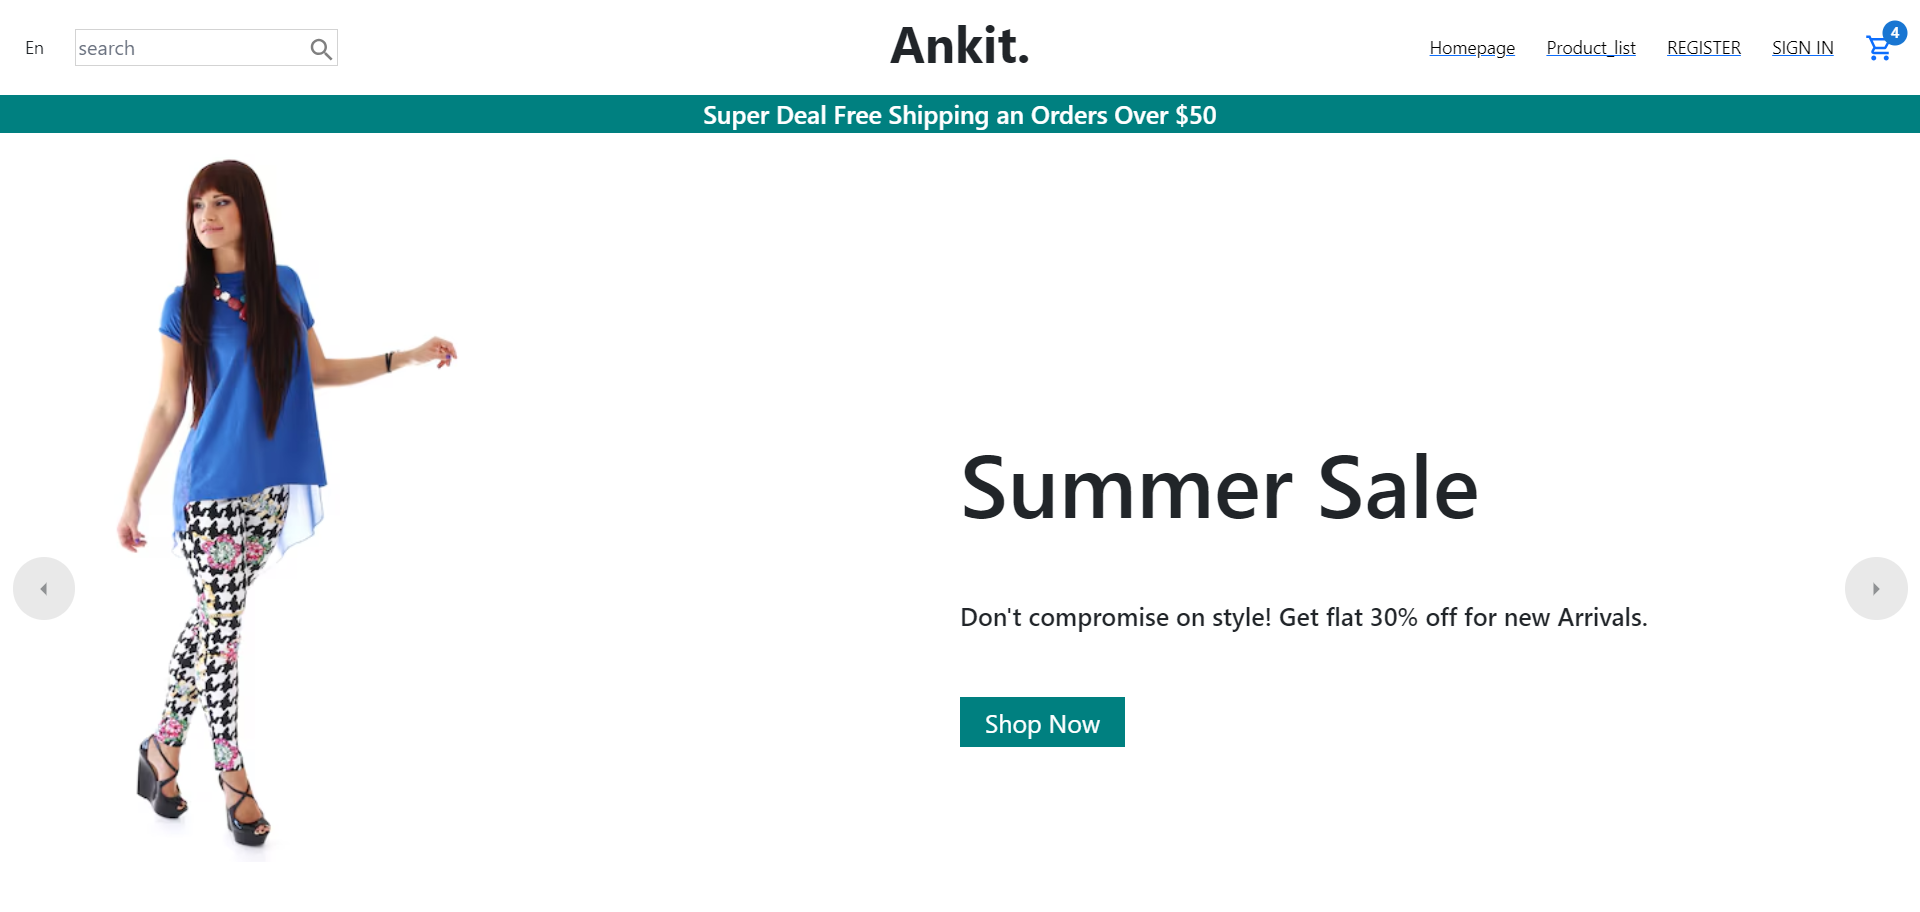 En
search
Ankit.
Homepage
Product_list
REGISTER
SIGN IN
4
Super Deal Free Shipping an Orders Over $50
Summer Sale
Don't compromise on style! Get flat 30% off for new Arrivals.
Shop Now